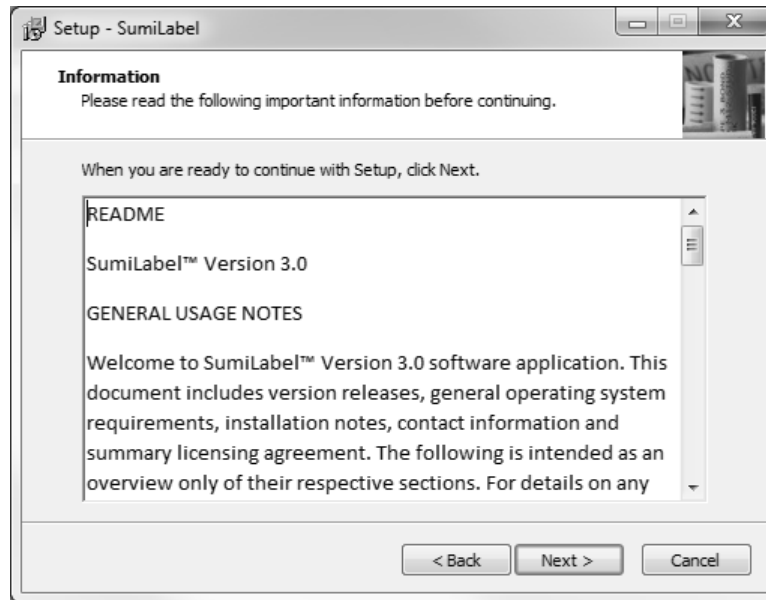 Setup - SumiLabel
Information
Please read the following important information before continuing.
When you are ready to continue with Setup, click Next.
README
SumiLabel™ Version 3.0
GENERAL USAGE NOTES
Welcome to SumiLabel™ Version 3.0 software application. This
document includes version releases, general operating system
requirements, installation notes, contact information and
summary licensing agreement. The following is intended as an
overview only of their respective sections. For details on any
< Back
Next >
Cancel